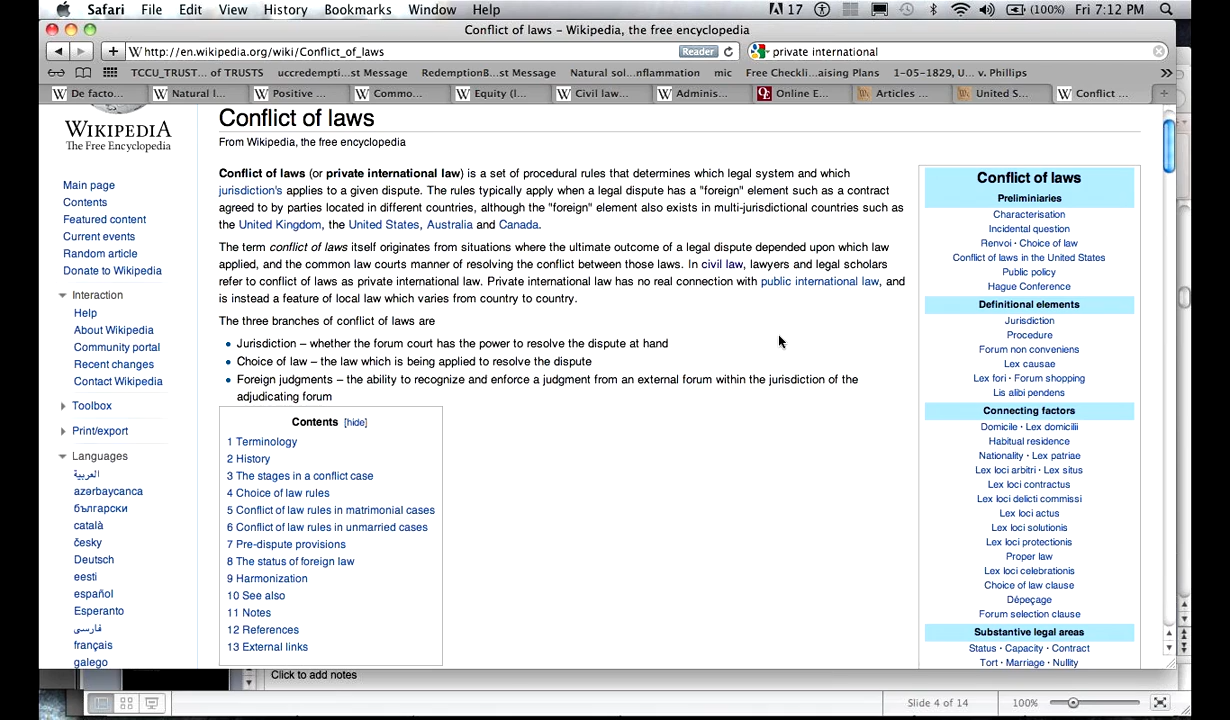 Safari File Edit View History Bookmarks Window Help 17 (100%) Fri 7:12 PM
Conflict of laws – Wikipedia, the free encyclopedia
http://en.wikipedia.org/wiki/Conflict_of_laws Reader private international
TCCU_TRUST... of TRUSTS uccredempti...st Message RedemptionB...st Message Natural sol...nflammation mic Free Checkli...aising Plans 1-05-1829, U... v. Phillips
De facto... Natural l... Positive ... Commo... Equity (l... Civil law... Adminis... Online E... Articles ... United S... Conflict ...
WIKIPEDIA
The Free Encyclopedia
Main page
Contents
Featured content
Current events
Random article
Donate to Wikipedia
Interaction
Help
About Wikipedia
Community portal
Recent changes
Contact Wikipedia
Toolbox
Print/export
Languages
العربية
azərbaycanca
български
català
česky
Deutsch
eesti
español
Esperanto
فارسی
français
galego
Conflict of laws
From Wikipedia, the free encyclopedia
Conflict of laws (or private international law) is a set of procedural rules that determines which legal system and which
jurisdiction's applies to a given dispute. The rules typically apply when a legal dispute has a "foreign" element such as a contract
agreed to by parties located in different countries, although the "foreign" element also exists in multi-jurisdictional countries such as
the United Kingdom, the United States, Australia and Canada.
The term conflict of laws itself originates from situations where the ultimate outcome of a legal dispute depended upon which law
applied, and the common law courts manner of resolving the conflict between those laws. In civil law, lawyers and legal scholars
refer to conflict of laws as private international law. Private international law has no real connection with public international law, and
is instead a feature of local law which varies from country to country.
The three branches of conflict of laws are
Jurisdiction – whether the forum court has the power to resolve the dispute at hand
Choice of law – the law which is being applied to resolve the dispute
Foreign judgments – the ability to recognize and enforce a judgment from an external forum within the jurisdiction of the
adjudicating forum
Contents [hide]
1 Terminology
2 History
3 The stages in a conflict case
4 Choice of law rules
5 Conflict of law rules in matrimonial cases
6 Conflict of law rules in unmarried cases
7 Pre-dispute provisions
8 The status of foreign law
9 Harmonization
10 See also
11 Notes
12 References
13 External links
Conflict of laws
Preliminiaries
Characterisation
Incidental question
Renvoi · Choice of law
Conflict of laws in the United States
Public policy
Hague Conference
Definitional elements
Jurisdiction
Procedure
Forum non conveniens
Lex causae
Lex fori · Forum shopping
Lis alibi pendens
Connecting factors
Domicile · Lex domicilii
Habitual residence
Nationality · Lex patriae
Lex loci arbitri · Lex situs
Lex loci contractus
Lex loci delicti commissi
Lex loci actus
Lex loci solutionis
Lex loci protectionis
Proper law
Lex loci celebrationis
Choice of law clause
Dépeçage
Forum selection clause
Substantive legal areas
Status · Capacity · Contract
Tort · Marriage · Nullity
Click to add notes
Slide 4 of 14 100%